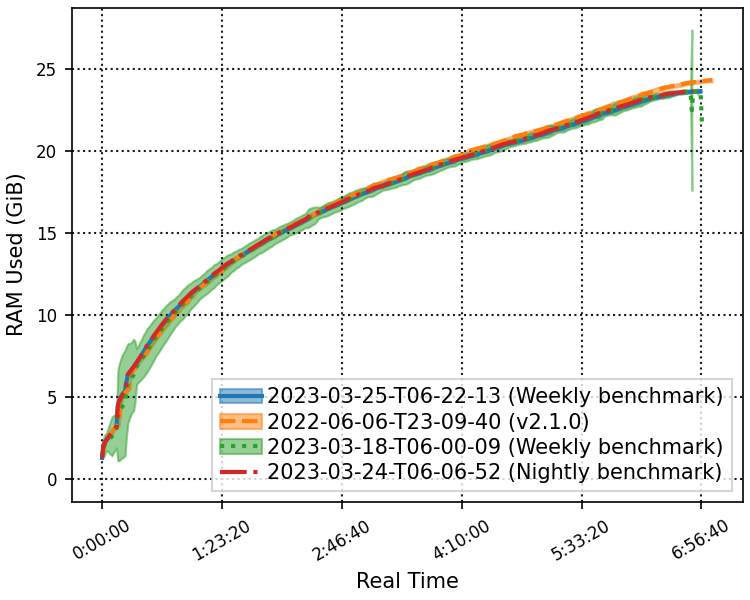 25
20
15
10
5
0
RAM Used (GiB)
2023-03-25-T06-22-13 (Weekly benchmark)
2022-06-06-T23-09-40 (v2.1.0)
2023-03-18-T06-00-09 (Weekly benchmark)
2023-03-24-T06-06-52 (Nightly benchmark)
0:00:00
1:23:20
2:46:40
4:10:00
5:33:20
6:56:40
Real Time